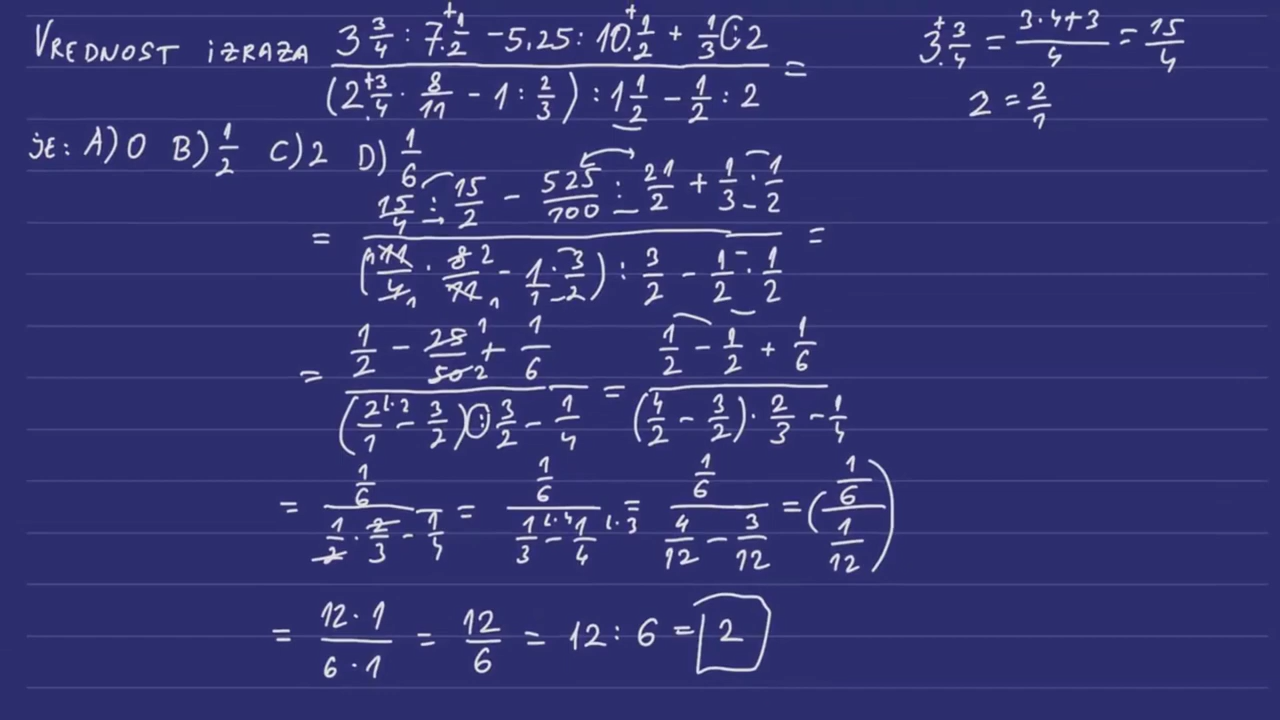 VREDNOST IZRAZA (3 3/4 : 7 1/2 - 5,25 : 10 1/2 + 1/3 : 2) / ((2 3/4 · 8/11 - 1 : 2/3) : 1 1/2 - 1/2 : 2) =
3 3/4 = (3·4+3)/4 = 15/4
2 = 2/1
JE: A) 0 B) 1/2 C) 2 D) 1/6
= (15/4 : 15/2 - 525/100 : 21/2 + 1/3 · 1/2) / ((11/4 · 8/11 - 1/1 · 3/2) : 3/2 - 1/2 · 1/2) =
= (1/2 - 25/50 + 1/6) / ((2/1 - 3/2) : 3/2 - 1/4) = (1/2 - 1/2 + 1/6) / ((4/2 - 3/2) · 2/3 - 1/4)
= (1/6) / (1/2 · 2/3 - 1/4) = (1/6) / (1/3 - 1/4) = (1/6) / (4/12 - 3/12) = ((1/6) / (1/12))
= (12·1)/(6·1) = 12/6 = 12 : 6 = 2